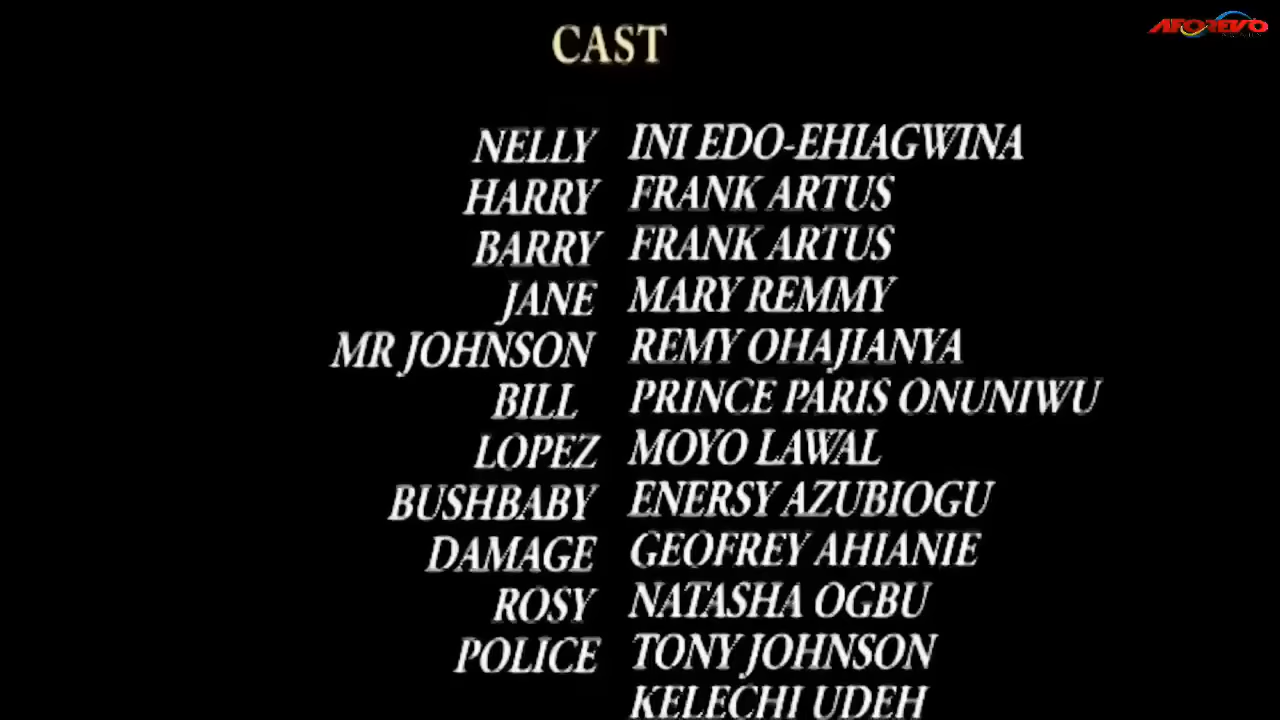 AFOREVO
CAST
NELLY INI EDO-EHIAGWINA
HARRY FRANK ARTUS
BARRY FRANK ARTUS
JANE MARY REMMY
MR JOHNSON REMY OHAJIANYA
BILL PRINCE PARIS ONUNIWU
LOPEZ MOYO LAWAL
BUSHBABY ENERSY AZUBIOGU
DAMAGE GEOFREY AHIANIE
ROSY NATASHA OGBU
POLICE TONY JOHNSON
KELECHI UDEH